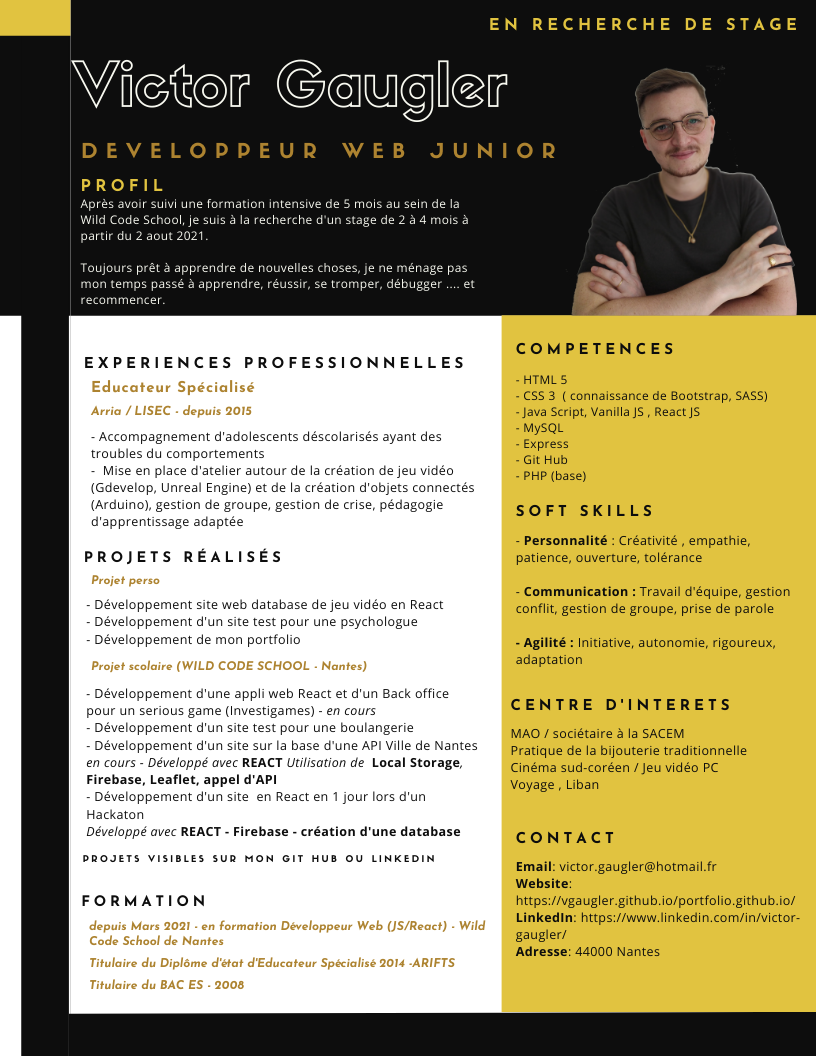 EN RECHERCHE DE STAGE
Victor Gaugler
DEVELOPPEUR WEB JUNIOR
PROFIL
Après avoir suivi une formation intensive de 5 mois au sein de la
Wild Code School, je suis à la recherche d'un stage de 2 à 4 mois à
partir du 2 aout 2021.
Toujours prêt à apprendre de nouvelles choses, je ne ménage pas
mon temps passé à apprendre, réussir, se tromper, débugger .... et
recommencer.
EXPERIENCES PROFESSIONNELLES
Educateur Spécialisé
Arria / LISEC - depuis 2015
- Accompagnement d'adolescents déscolarisés ayant des
troubles du comportements
- Mise en place d'atelier autour de la création de jeu vidéo
(Gdevelop, Unreal Engine) et de la création d'objets connectés
(Arduino), gestion de groupe, gestion de crise, pédagogie
d'apprentissage adaptée
PROJETS RÉALISÉS
Projet perso
- Développement site web database de jeu vidéo en React
- Développement d'un site test pour une psychologue
- Développement de mon portfolio
Projet scolaire (WILD CODE SCHOOL - Nantes)
- Développement d'une appli web React et d'un Back office
pour un serious game (Investigames) - en cours
- Développement d'un site test pour une boulangerie
- Développement d'un site sur la base d'une API Ville de Nantes
en cours - Développé avec REACT Utilisation de Local Storage,
Firebase, Leaflet, appel d'API
- Développement d'un site en React en 1 jour lors d'un
Hackaton
Développé avec REACT - Firebase - création d'une database
PROJETS VISIBLES SUR MON GIT HUB OU LINKEDIN
FORMATION
depuis Mars 2021 - en formation Développeur Web (JS/React) - Wild
Code School de Nantes
Titulaire du Diplôme d'état d'Educateur Spécialisé 2014 -ARIFTS
Titulaire du BAC ES - 2008
COMPETENCES
- HTML 5
- CSS 3 ( connaissance de Bootstrap, SASS)
- Java Script, Vanilla JS , React JS
- MySQL
- Express
- Git Hub
- PHP (base)
SOFT SKILLS
- Personnalité : Créativité , empathie,
patience, ouverture, tolérance
- Communication : Travail d'équipe, gestion
conflit, gestion de groupe, prise de parole
- Agilité : Initiative, autonomie, rigoureux,
adaptation
CENTRE D'INTERETS
MAO / sociétaire à la SACEM
Pratique de la bijouterie traditionnelle
Cinéma sud-coréen / Jeu vidéo PC
Voyage , Liban
CONTACT
Email: victor.gaugler@hotmail.fr
Website:
https://vgaugler.github.io/portfolio.github.io/
LinkedIn: https://www.linkedin.com/in/victor-
gaugler/
Adresse: 44000 Nantes